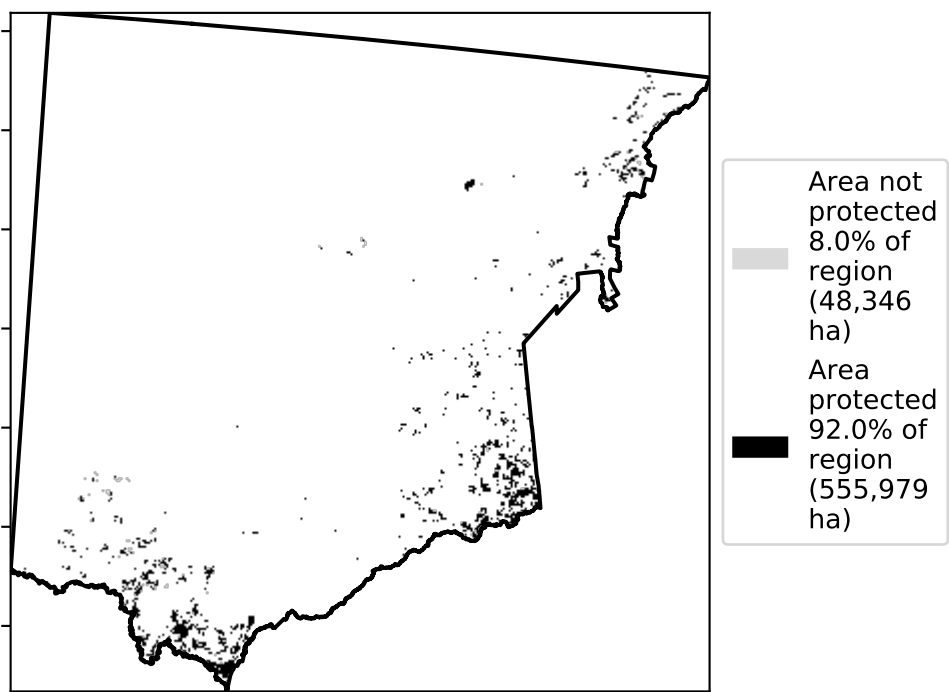 Area not
protected
8.0% of
region
(48,346
ha)
Area
protected
92.0% of
region
(555,979
ha)